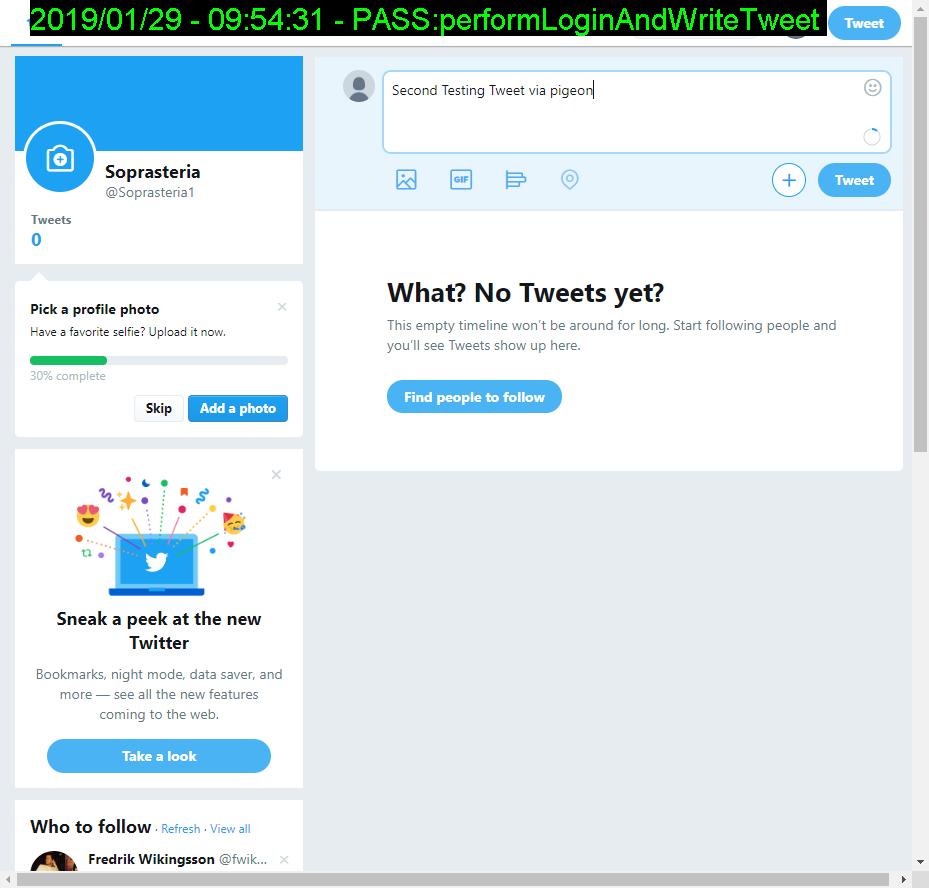 2019/01/29 - 09:54:31 - PASS:performLoginAndWriteTweet
Tweet
Soprasteria
@Soprasteria1
Tweets
0
Pick a profile photo
Have a favorite selfie? Upload it now.
30% complete
Skip
Add a photo
Sneak a peek at the new
Twitter
Bookmarks, night mode, data saver, and
more — see all the new features
coming to the web.
Take a look
Who to follow · Refresh · View all
Fredrik Wikingsson @fwik...
Second Testing Tweet via pigeon
GIF
Tweet
What? No Tweets yet?
This empty timeline won't be around for long. Start following people and
you'll see Tweets show up here.
Find people to follow